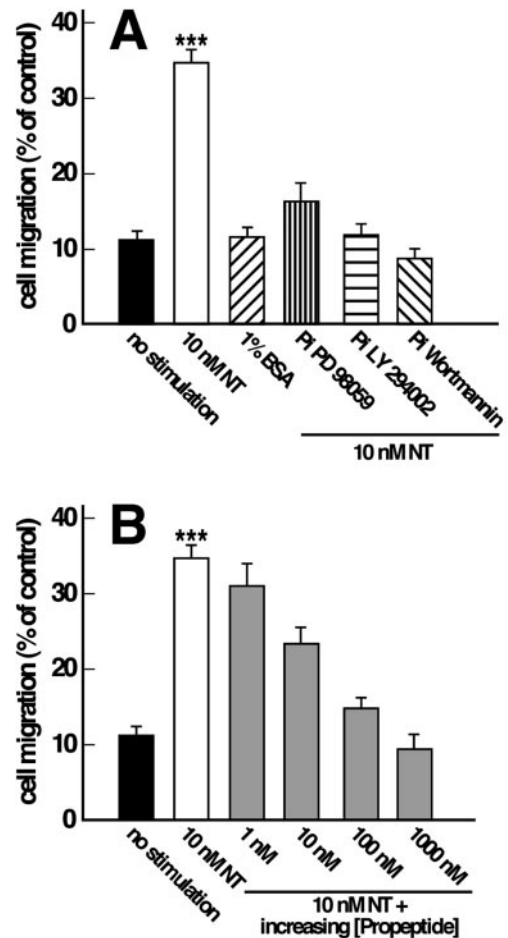 A
cell migration (% of control)
40
30
20
10
0
***
no stimulation
10 nM NT
1% BSA
Pi PD 98059
Pi LY 294002
Pi Wortmannin
10 nM NT
B
cell migration (% of control)
40
30
20
10
0
***
no stimulation
10 nM NT
1 nM
10 nM
100 nM
1000 nM
10 nM NT +
increasing [Propeptide]